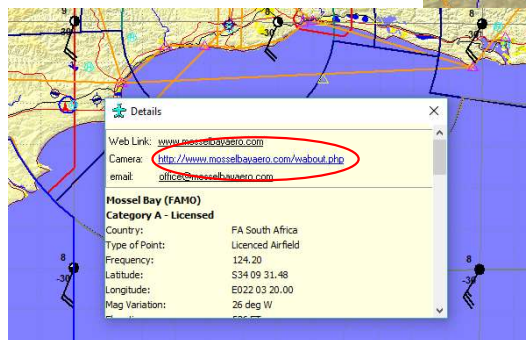 9
8
-30
-30
Details
Web Link: www.mosselbayaero.com
Camera: http://www.mosselbayaero.com/wabout.php
email: office@mosselbayaero.com
Mossel Bay (FAMO)
Category A - Licensed
Country: FA South Africa
Type of Point: Licenced Airfield
Frequency: 124.20
Latitude: S34 09 31.48
Longitude: E022 03 20.00
Mag Variation: 26 deg W
8
-30
8
-30